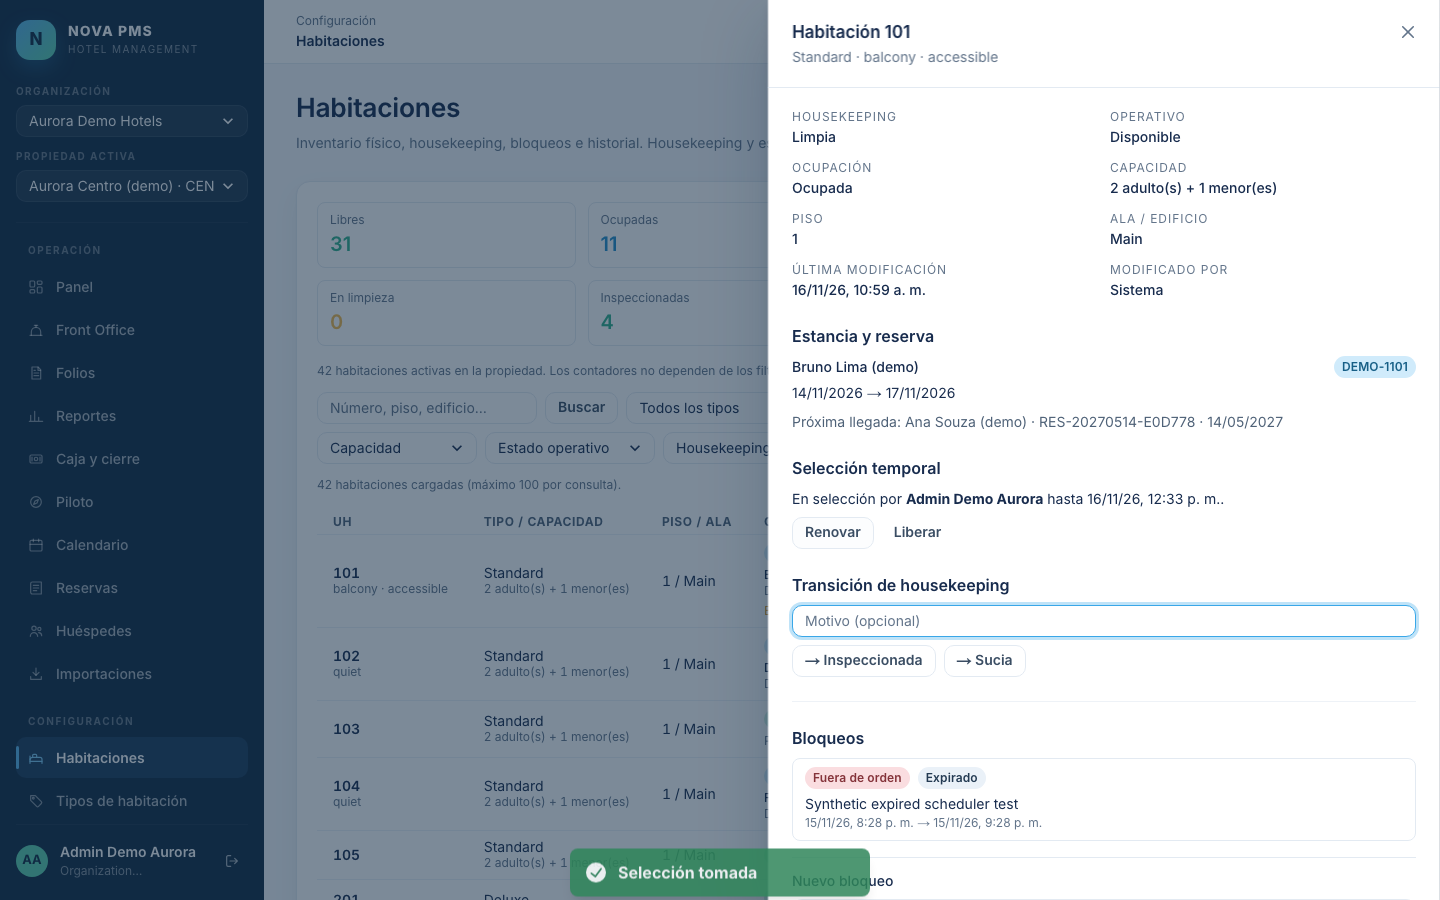 N
NOVA PMS
HOTEL MANAGEMENT
ORGANIZACIÓN
Aurora Demo Hotels
PROPIEDAD ACTIVA
Aurora Centro (demo) · CEN
OPERACIÓN
Panel
Front Office
Folios
Reportes
Caja y cierre
Piloto
Calendario
Reservas
Huéspedes
Importaciones
CONFIGURACIÓN
Habitaciones
Tipos de habitación
AA
Admin Demo Aurora
Organization...
Configuración
Habitaciones
Habitaciones
Inventario físico, housekeeping, bloqueos e historial. Housekeeping y es
Libres
31
Ocupadas
11
En limpieza
0
Inspeccionadas
4
42 habitaciones activas en la propiedad. Los contadores no dependen de los fil
Número, piso, edificio...
Buscar
Todos los tipos
Capacidad
Estado operativo
Housekeeping
42 habitaciones cargadas (máximo 100 por consulta).
UH TIPO / CAPACIDAD PISO / ALA
101 Standard 1 / Main
balcony · accessible 2 adulto(s) + 1 menor(es)
102 Standard 1 / Main
quiet 2 adulto(s) + 1 menor(es)
103 Standard 1 / Main
2 adulto(s) + 1 menor(es)
104 Standard 1 / Main
quiet 2 adulto(s) + 1 menor(es)
105 Standard 1 / Main
2 adulto(s) + 1
201 Deluxe
Selección tomada
Habitación 101
Standard · balcony · accessible
HOUSEKEEPING OPERATIVO
Limpia Disponible
OCUPACIÓN CAPACIDAD
Ocupada 2 adulto(s) + 1 menor(es)
PISO ALA / EDIFICIO
1 Main
ÚLTIMA MODIFICACIÓN MODIFICADO POR
16/11/26, 10:59 a. m. Sistema
Estancia y reserva
Bruno Lima (demo) DEMO-1101
14/11/2026 → 17/11/2026
Próxima llegada: Ana Souza (demo) · RES-20270514-E0D778 · 14/05/2027
Selección temporal
En selección por Admin Demo Aurora hasta 16/11/26, 12:33 p. m..
Renovar Liberar
Transición de housekeeping
Motivo (opcional)
→ Inspeccionada → Sucia
Bloqueos
Fuera de orden Expirado
Synthetic expired scheduler test
15/11/26, 8:28 p. m. → 15/11/26, 9:28 p. m.
Nuevo bloqueo